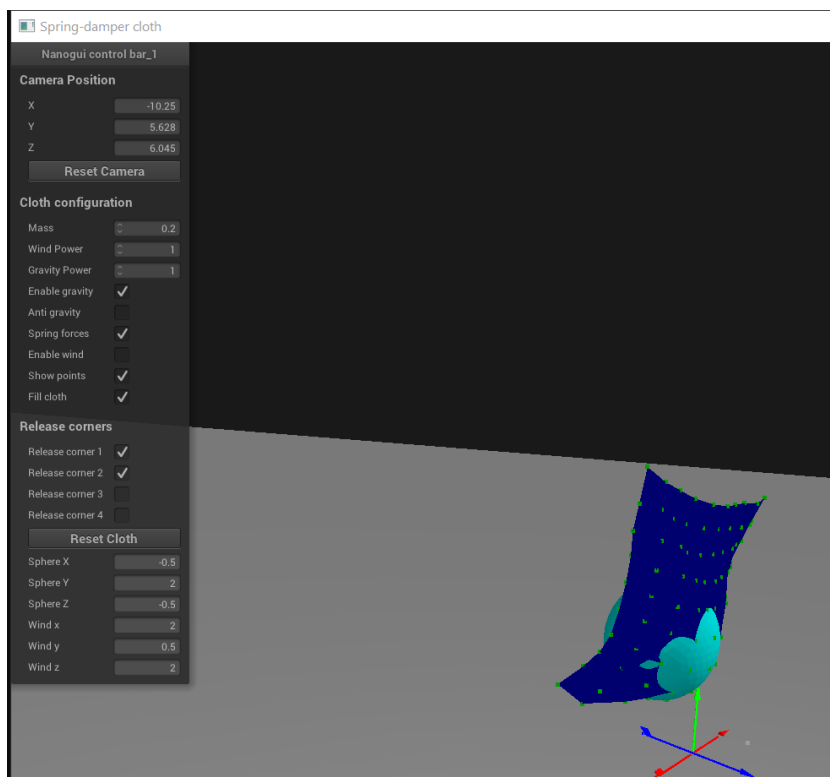 Spring-damper cloth
Nanogui control bar_1
Camera Position
X -10.25
Y 5.628
Z 6.045
Reset Camera
Cloth configuration
Mass 0.2
Wind Power 1
Gravity Power 1
Enable gravity
Anti gravity
Spring forces
Enable wind
Show points
Fill cloth
Release corners
Release corner 1
Release corner 2
Release corner 3
Release corner 4
Reset Cloth
Sphere X -0.5
Sphere Y 2
Sphere Z -0.5
Wind x 2
Wind y 0.5
Wind z 2